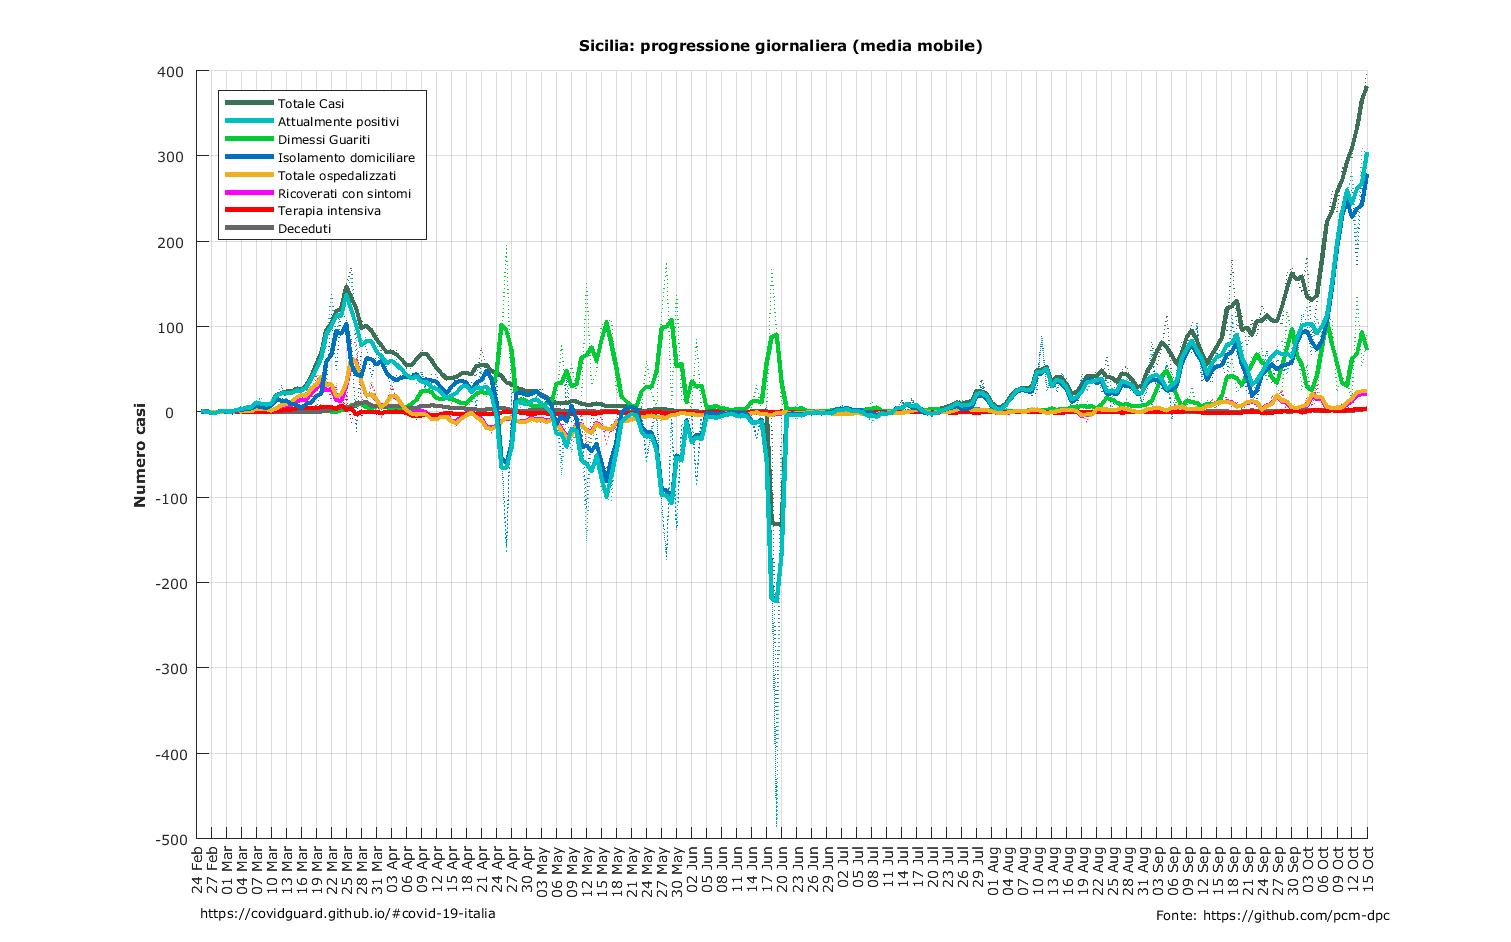 Sicilia: progressione giornaliera (media mobile)
400
300
200
100
0
-100
-200
-300
-400
-500
Numero casi
Totale Casi
Attualmente positivi
Dimessi Guariti
Isolamento domiciliare
Totale ospedalizzati
Ricoverati con sintomi
Terapia intensiva
Deceduti
24 Feb
27 Feb
01 Mar
04 Mar
07 Mar
10 Mar
13 Mar
16 Mar
19 Mar
22 Mar
25 Mar
28 Mar
31 Mar
03 Apr
06 Apr
09 Apr
12 Apr
15 Apr
18 Apr
21 Apr
24 Apr
27 Apr
30 Apr
03 May
06 May
09 May
12 May
15 May
18 May
21 May
24 May
27 May
30 May
02 Jun
05 Jun
08 Jun
11 Jun
14 Jun
17 Jun
20 Jun
23 Jun
26 Jun
29 Jun
02 Jul
05 Jul
08 Jul
11 Jul
14 Jul
17 Jul
20 Jul
23 Jul
26 Jul
29 Jul
01 Aug
04 Aug
07 Aug
10 Aug
13 Aug
16 Aug
19 Aug
22 Aug
25 Aug
28 Aug
31 Aug
03 Sep
06 Sep
09 Sep
12 Sep
15 Sep
18 Sep
21 Sep
24 Sep
27 Sep
30 Sep
03 Oct
06 Oct
09 Oct
12 Oct
15 Oct
https://covidguard.github.io/#covid-19-italia
Fonte: https://github.com/pcm-dpc